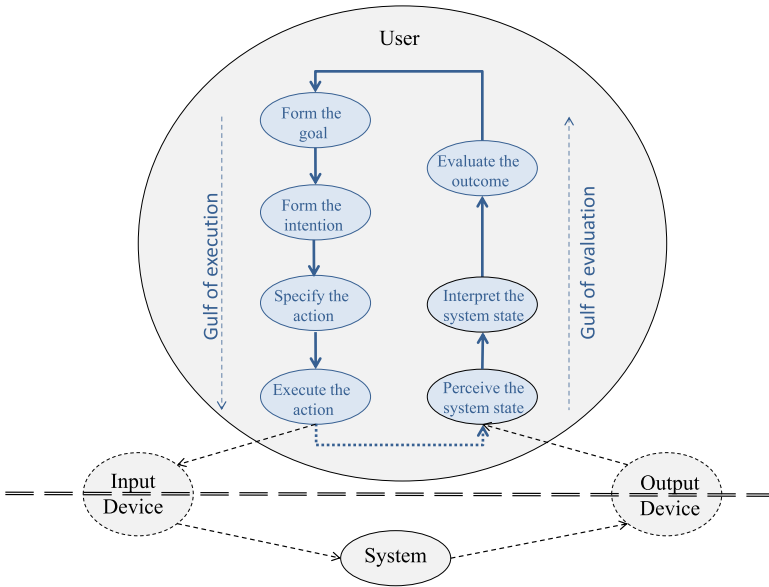 User
Form the
goal
Form the
intention
Specify the
action
Execute the
action
Evaluate the
outcome
Interpret the
system state
Perceive the
system state
Gulf of execution
Gulf of evaluation
Input
Device
Output
Device
System